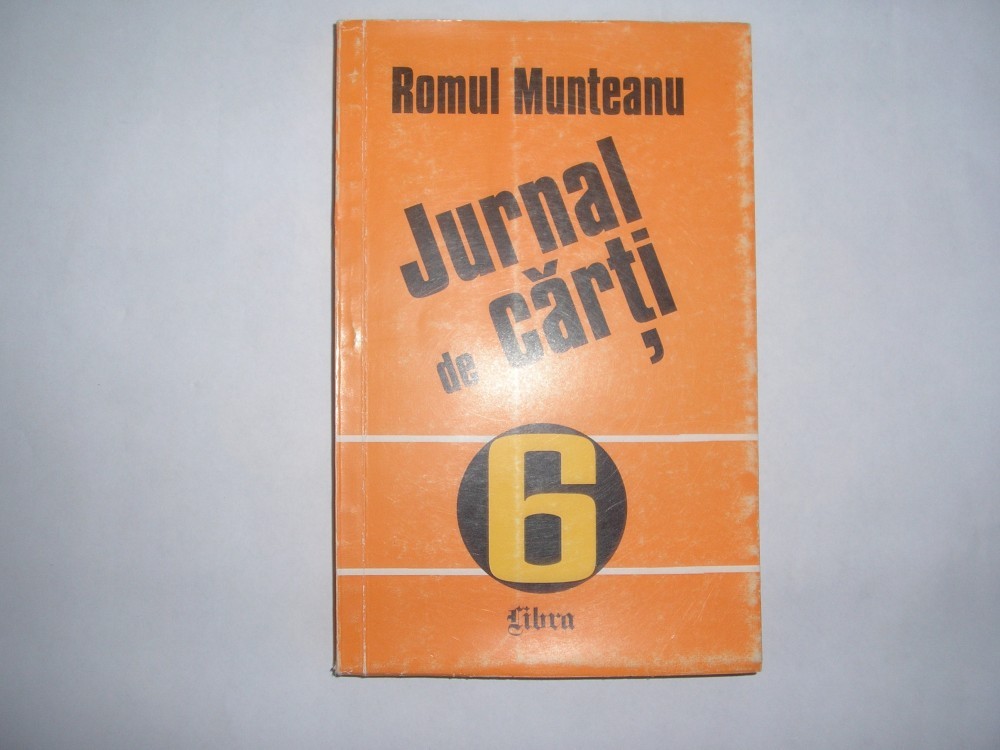 Romul Munteanu
Jurnal
de cărți
6
Libra